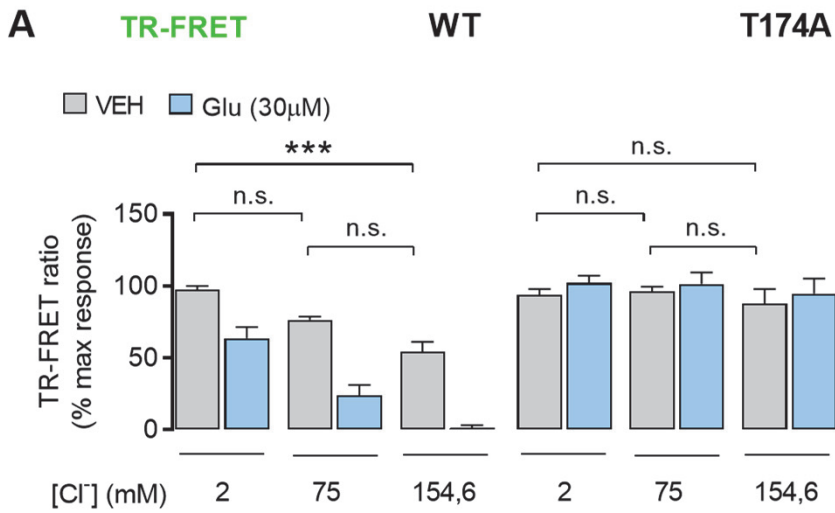 A TR-FRET WT T174A
VEH Glu (30µM)
*** n.s.
n.s. n.s.
n.s. n.s.
TR-FRET ratio
(% max response)
150
100
50
0
[Cl⁻] (mM) 2 75 154,6 2 75 154,6